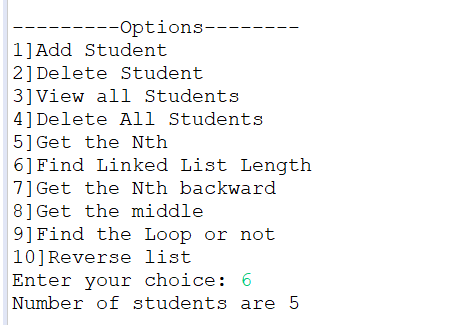 ---------Options--------
1]Add Student
2]Delete Student
3]View all Students
4]Delete All Students
5]Get the Nth
6]Find Linked List Length
7]Get the Nth backward
8]Get the middle
9]Find the Loop or not
10]Reverse list
Enter your choice: 6
Number of students are 5